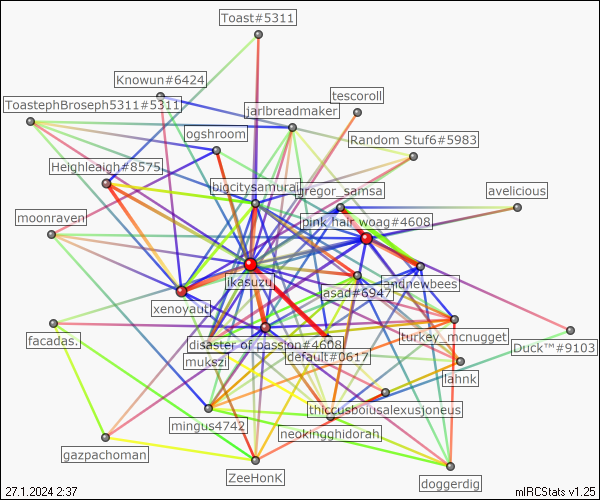 Toast#5311
Knowun#6424
tescoroll
ToastephBroseph5311#5311
jarlbreadmaker
ogshroom
Random Stuf6#5983
Heighleaigh#8575
bigcitysamurai
gregor_samsa
avelicious
moonraven
pink hair woag#4608
ikasuzu
asad#6947
andnewbees
xenoyauti
facadas.
disaster of passion#4608
turkey_mcnugget
Duck™#9103
mukszi
default#0617
lahnk
thiccusboiusalexusjoneus
mingus4742
neokingghidorah
gazpachoman
ZeeHonK
doggerdig
27.1.2024 2:37
mIRCStats v1.25